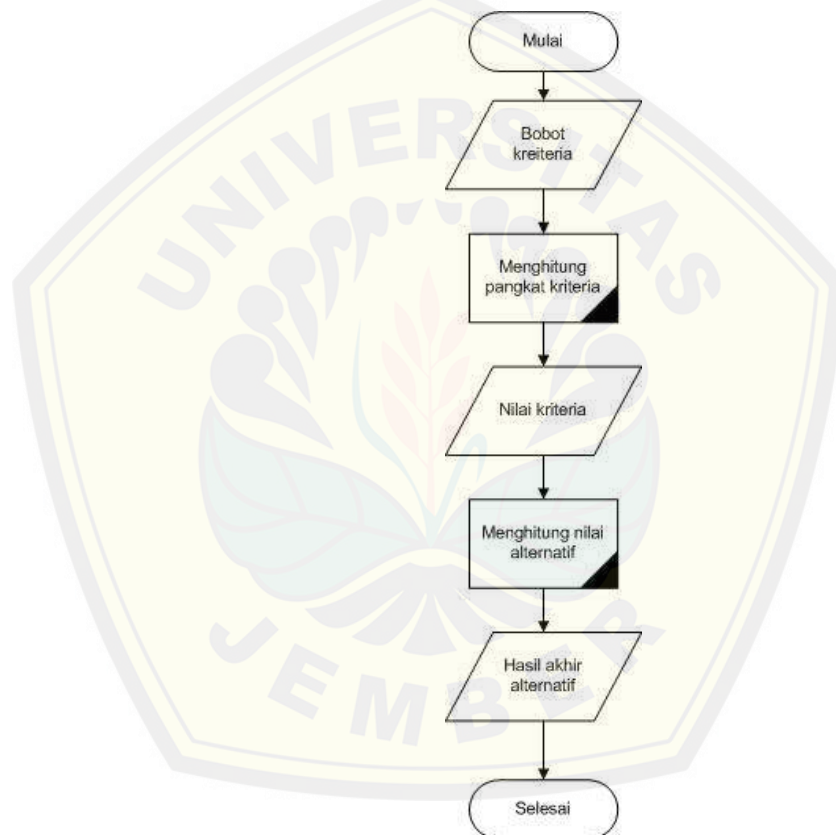 Mulai
Bobot
kreiteria
UNIVERSITAS
Menghitung
pangkat kriteria
Nilai kriteria
Menghitung nilai
alternatif
Hasil akhir
alternatif
JEMBER
Selesai